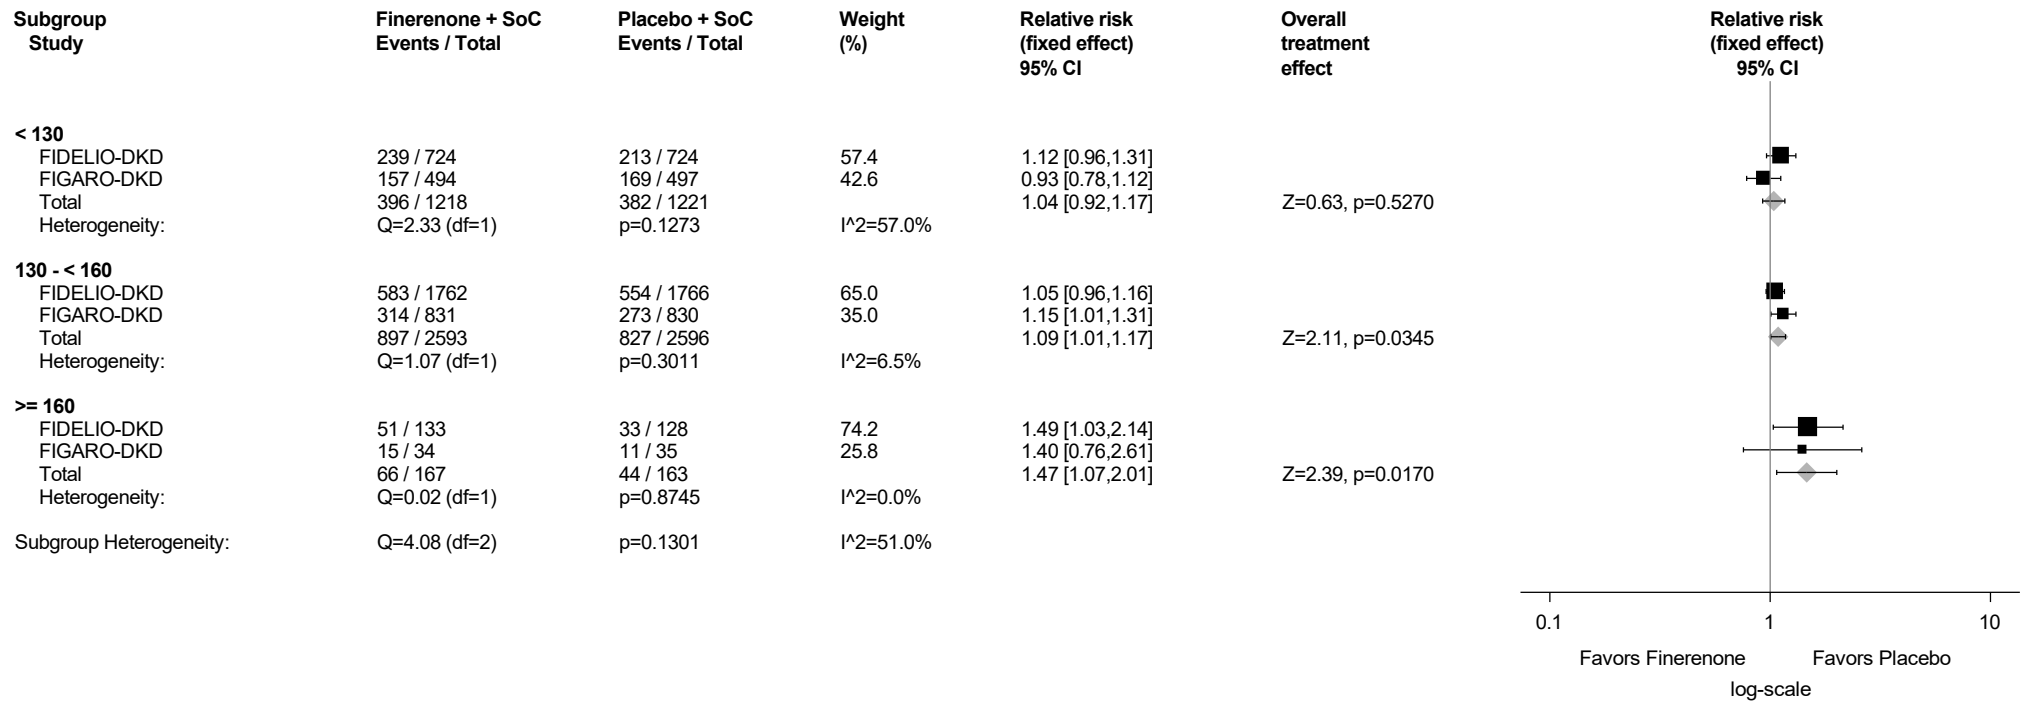 Subgroup Finerenone + SoC Placebo + SoC Weight Relative risk Overall Relative risk
Study Events / Total Events / Total (%) (fixed effect) treatment (fixed effect)
95% CI effect 95% CI
< 130
FIDELIO-DKD 239 / 724 213 / 724 57.4 1.12 [0.96,1.31]
FIGARO-DKD 157 / 494 169 / 497 42.6 0.93 [0.78,1.12]
Total 396 / 1218 382 / 1221 1.04 [0.92,1.17] Z=0.63, p=0.5270
Heterogeneity: Q=2.33 (df=1) p=0.1273 I^2=57.0%
130 - < 160
FIDELIO-DKD 583 / 1762 554 / 1766 65.0 1.05 [0.96,1.16]
FIGARO-DKD 314 / 831 273 / 830 35.0 1.15 [1.01,1.31]
Total 897 / 2593 827 / 2596 1.09 [1.01,1.17] Z=2.11, p=0.0345
Heterogeneity: Q=1.07 (df=1) p=0.3011 I^2=6.5%
>= 160
FIDELIO-DKD 51 / 133 33 / 128 74.2 1.49 [1.03,2.14]
FIGARO-DKD 15 / 34 11 / 35 25.8 1.40 [0.76,2.61]
Total 66 / 167 44 / 163 1.47 [1.07,2.01] Z=2.39, p=0.0170
Heterogeneity: Q=0.02 (df=1) p=0.8745 I^2=0.0%
Subgroup Heterogeneity: Q=4.08 (df=2) p=0.1301 I^2=51.0%
0.1 1 10
Favors Finerenone Favors Placebo
log-scale